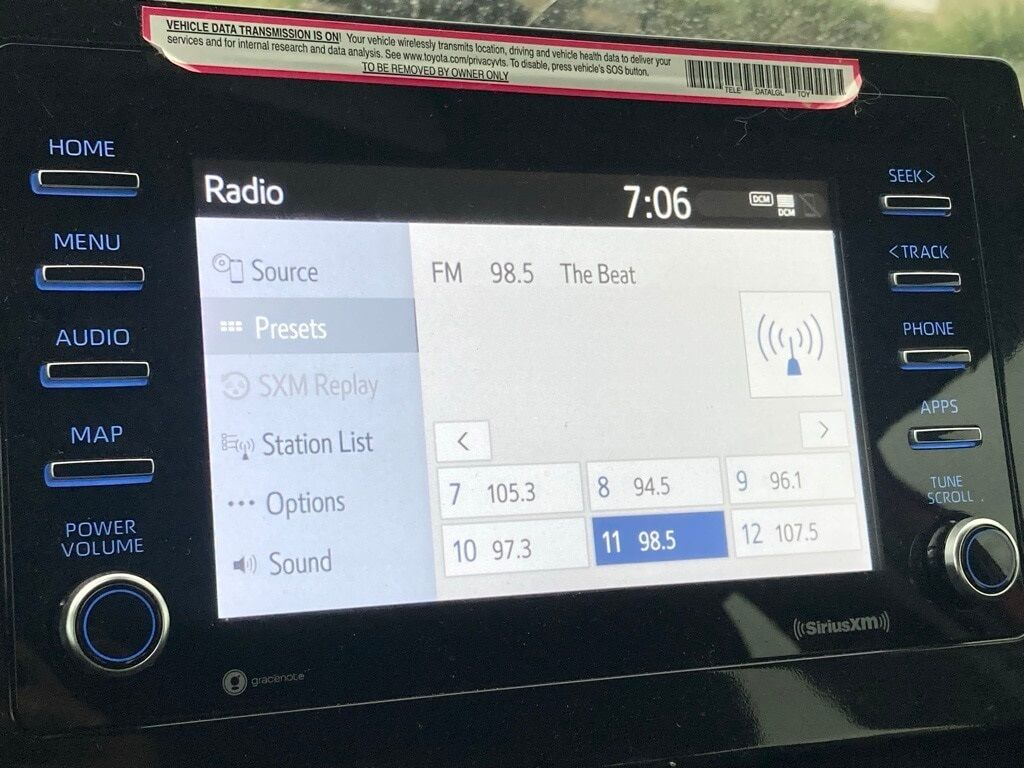 VEHICLE DATA TRANSMISSION IS ON! Your vehicle wirelessly transmits location, driving and vehicle health data to deliver your
services and for internal research and data analysis. See www.toyota.com/privacyvts. To disable, press vehicle's SOS button.
TO BE REMOVED BY OWNER ONLY
TELE DATALGL TOY
HOME
MENU
AUDIO
MAP
POWER
VOLUME
Radio
7:06
DCM
DCM
Source
Presets
SXM Replay
Station List
Options
Sound
FM 98.5 The Beat
<
>
7 105.3
8 94.5
9 96.1
10 97.3
11 98.5
12 107.5
SEEK >
< TRACK
PHONE
APPS
TUNE
SCROLL
gracenote
((SiriusXM))